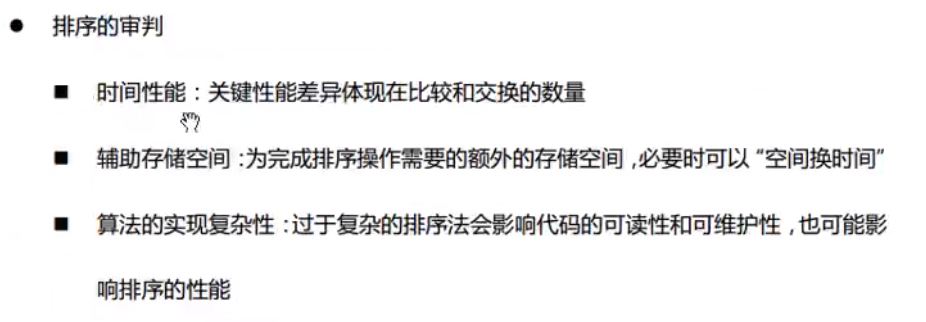 ● 排序的审判
■ 时间性能：关键性能差异体现在比较和交换的数量
■ 辅助存储空间：为完成排序操作需要的额外的存储空间，必要时可以“空间换时间”
■ 算法的实现复杂性：过于复杂的排序法会影响代码的可读性和可维护性，也可能影
响排序的性能